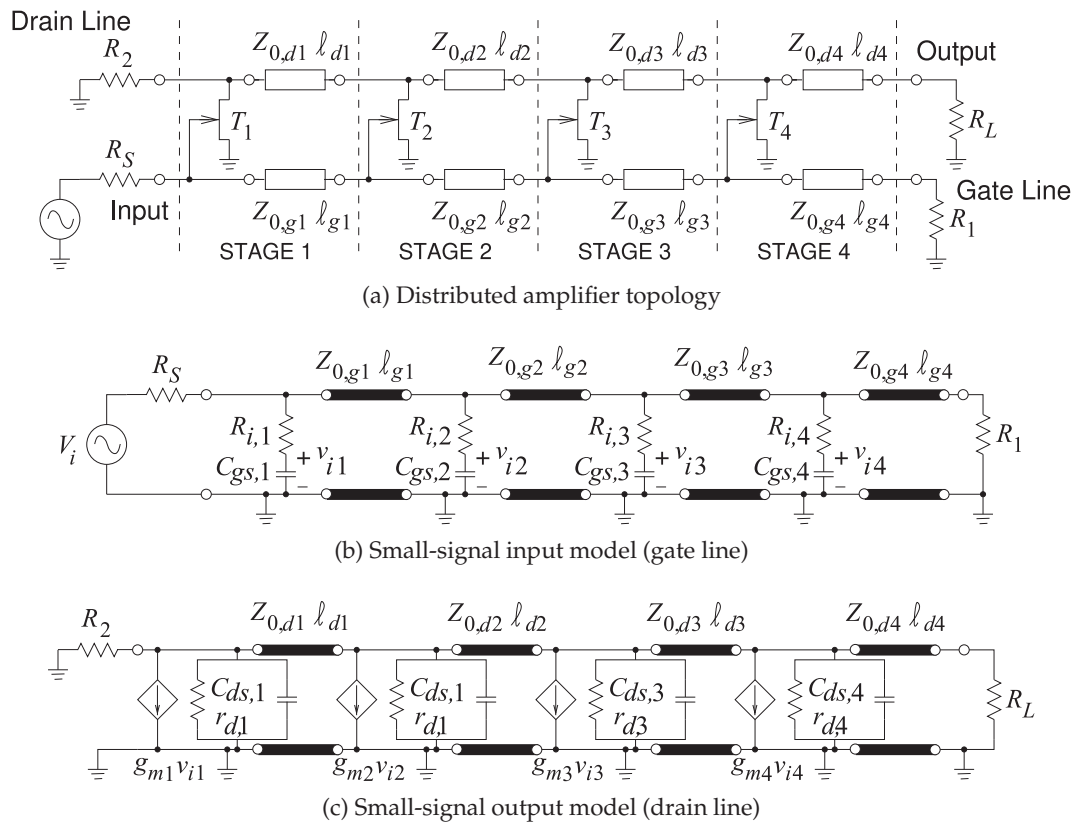 Drain Line
R2 Z0,d1 ℓd1 Z0,d2 ℓd2 Z0,d3 ℓd3 Z0,d4 ℓd4 Output
T1 T2 T3 T4 RL
RS
Input Gate Line
Z0,g1 ℓg1 Z0,g2 ℓg2 Z0,g3 ℓg3 Z0,g4 ℓg4 R1
STAGE 1 STAGE 2 STAGE 3 STAGE 4
(a) Distributed amplifier topology
RS Z0,g1 ℓg1 Z0,g2 ℓg2 Z0,g3 ℓg3 Z0,g4 ℓg4
Vi Ri,1 Ri,2 Ri,3 Ri,4 R1
Cgs,1 + vi1 − Cgs,2 + vi2 − Cgs,3 + vi3 − Cgs,4 + vi4 −
(b) Small-signal input model (gate line)
R2 Z0,d1 ℓd1 Z0,d2 ℓd2 Z0,d3 ℓd3 Z0,d4 ℓd4
Cds,1 Cds,1 Cds,3 Cds,4 RL
rd,1 rd,1 rd,3 rd,4
gm1vi1 gm2vi2 gm3vi3 gm4vi4
(c) Small-signal output model (drain line)